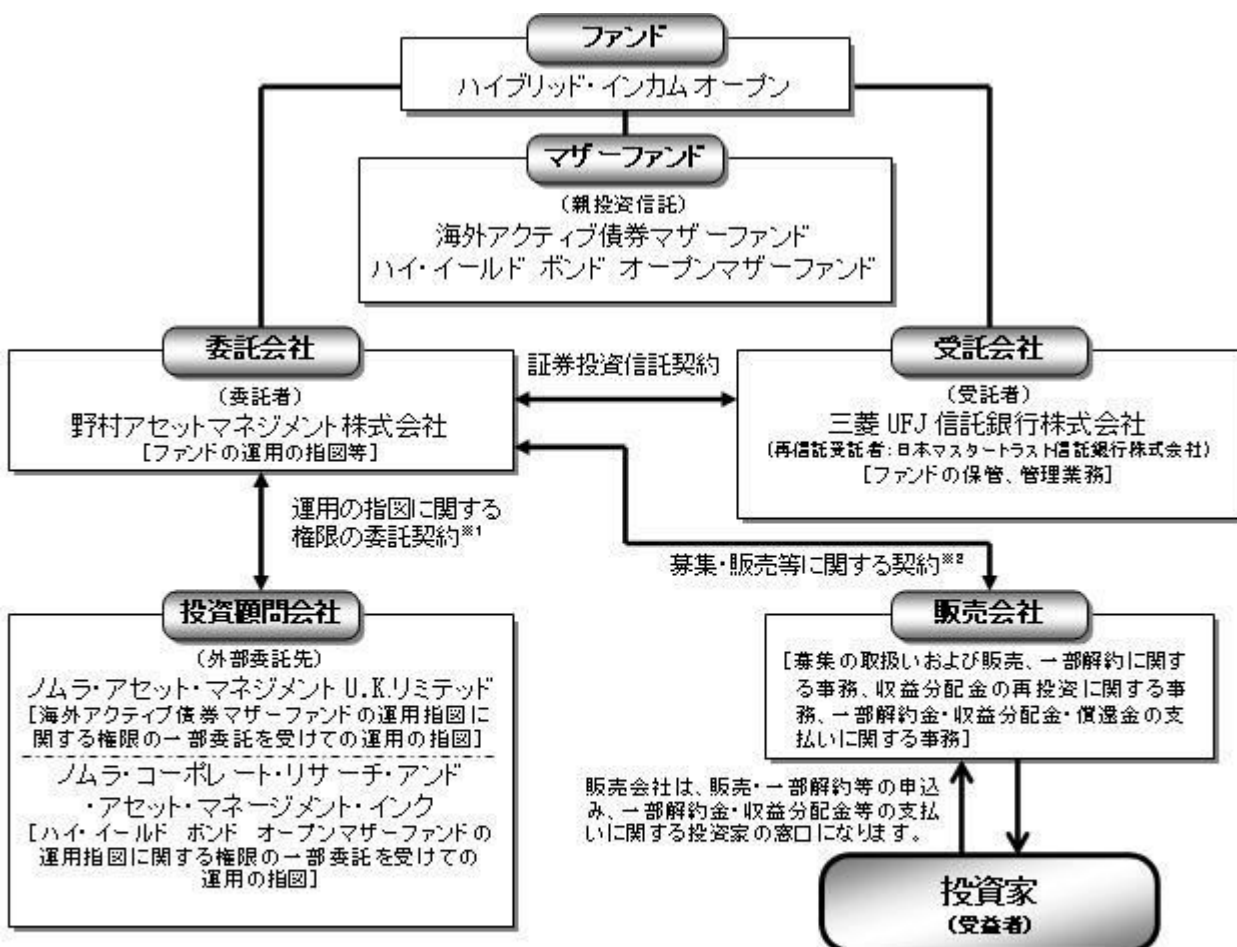 ファンド
ハイブリッド・インカムオープン
マザーファンド
（親投資信託）
海外アクティブ債券マザーファンド
ハイ・イールド ボンド オープンマザーファンド
委託会社
（委託者）
野村アセットマネジメント株式会社
［ファンドの運用の指図等］
証券投資信託契約
受託会社
（受託者）
三菱UFJ信託銀行株式会社
（再信託受託者：日本マスタートラスト信託銀行株式会社）
［ファンドの保管、管理業務］
運用の指図に関する
権限の委託契約※1
募集・販売等に関する契約※2
投資顧問会社
（外部委託先）
ノムラ・アセット・マネジメントU.K.リミテッド
［海外アクティブ債券マザーファンドの運用指図に
関する権限の一部委託を受けての運用の指図］
ノムラ・コーポレート・リサーチ・アンド
・アセット・マネージメント・インク
［ハイ・イールド ボンド オープンマザーファンドの
運用指図に関する権限の一部委託を受けての
運用の指図］
販売会社
［募集の取扱いおよび販売、一部解約に関す
る事務、収益分配金の再投資に関する事
務、一部解約金・収益分配金・償還金の支
払いに関する事務］
販売会社は、販売・一部解約等の申込
み、一部解約金・収益分配金等の支払
いに関する投資家の窓口になります。
投資家
（受益者）